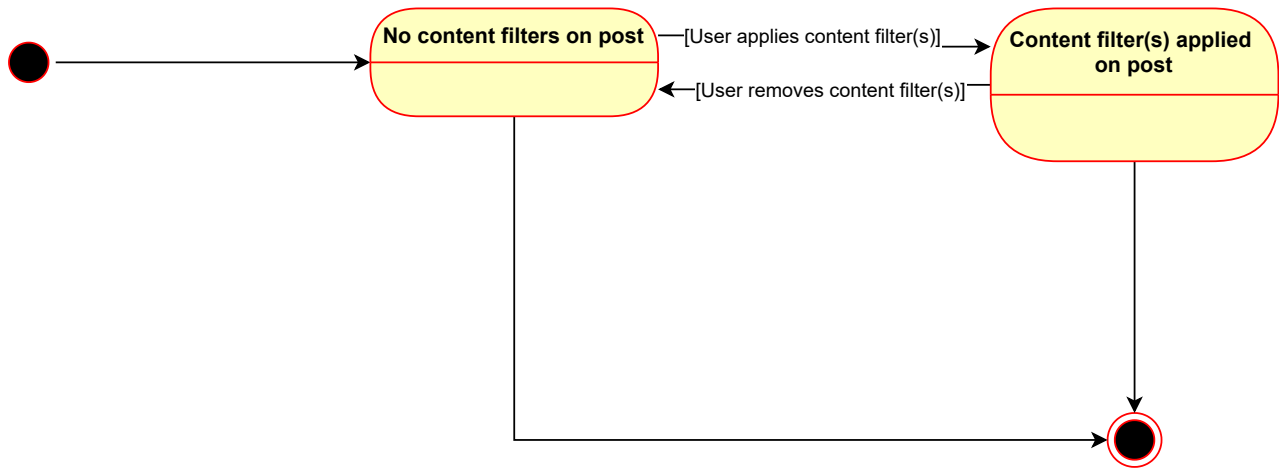 No content filters on post
[User applies content filter(s)]
Content filter(s) applied
on post
[User removes content filter(s)]